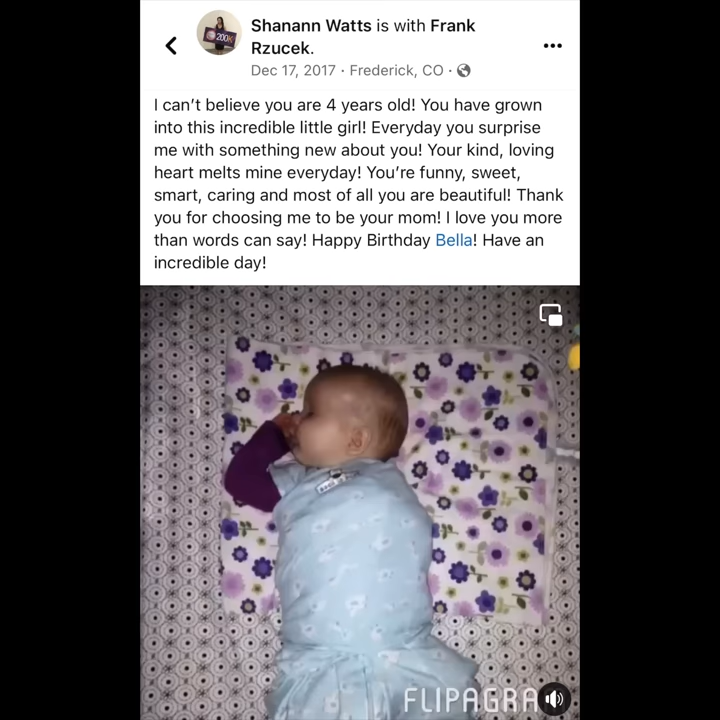 Shanann Watts is with Frank
Rzucek.
Dec 17, 2017 · Frederick, CO ·
I can't believe you are 4 years old! You have grown
into this incredible little girl! Everyday you surprise
me with something new about you! Your kind, loving
heart melts mine everyday! You're funny, sweet,
smart, caring and most of all you are beautiful! Thank
you for choosing me to be your mom! I love you more
than words can say! Happy Birthday Bella! Have an
incredible day!
FLIPAGRA